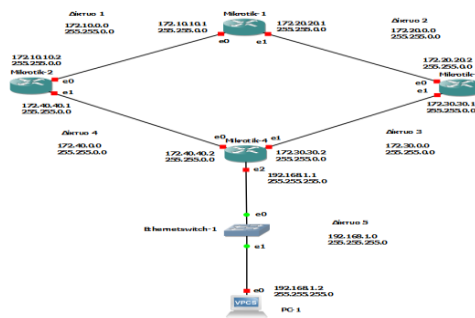 Δίκτυο 1
172.10.0.0
255.255.0.0
172.10.10.1
255.255.0.0
Mikrotik-1
172.20.20.1
255.255.0.0
Δίκτυο 2
172.20.0.0
255.255.0.0
e0
e1
172.10.10.2
255.255.0.0
Mikrotik-2
e0
e1
172.40.40.1
255.255.0.0
172.20.20.2
255.255.0.0
e0
Mikrotik-
e1
172.30.30.1
255.255.0.0
Δίκτυο 4
172.40.0.0
255.255.0.0
Δίκτυο 3
172.30.0.0
255.255.0.0
e0
Mikrotik-4
e1
172.40.40.2
255.255.0.0
172.30.30.2
255.255.0.0
e2
192.168.1.1
255.255.255.0
e0
Ethernetswitch-1
e1
Δίκτυο 5
192.168.1.0
255.255.255.0
e0
192.168.1.2
255.255.255.0
VPCS
PC-1